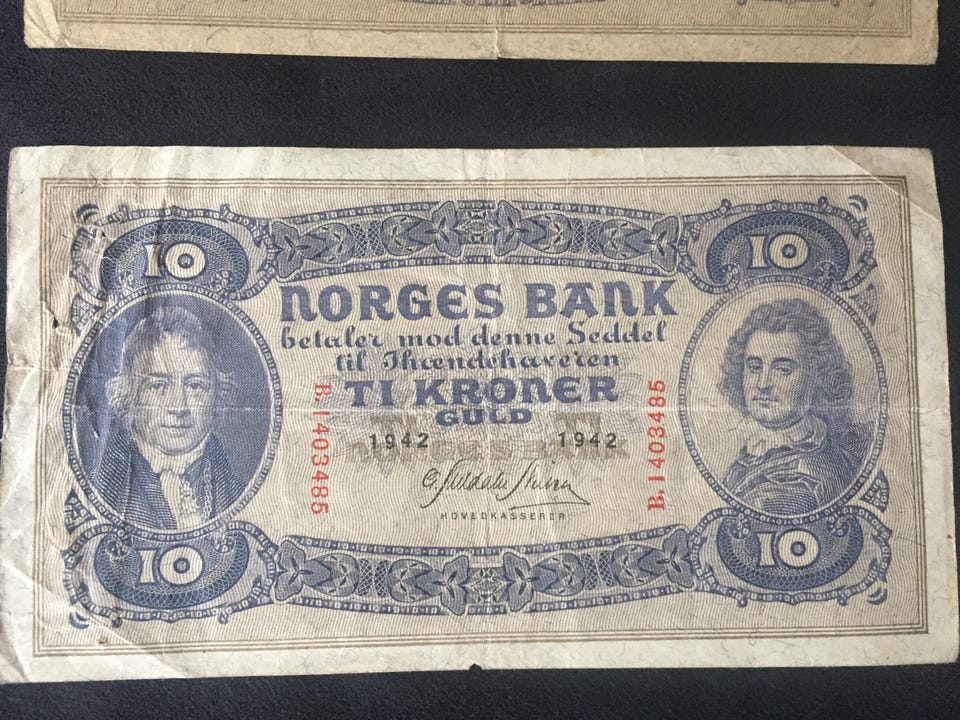 10 10
NORGES BANK
betaler mod denne Seddel
til Ihændehaveren
TI KRONER
GULD
1942 1942
B.1403485
B.1403485
HOVEDKASSERER
10 10